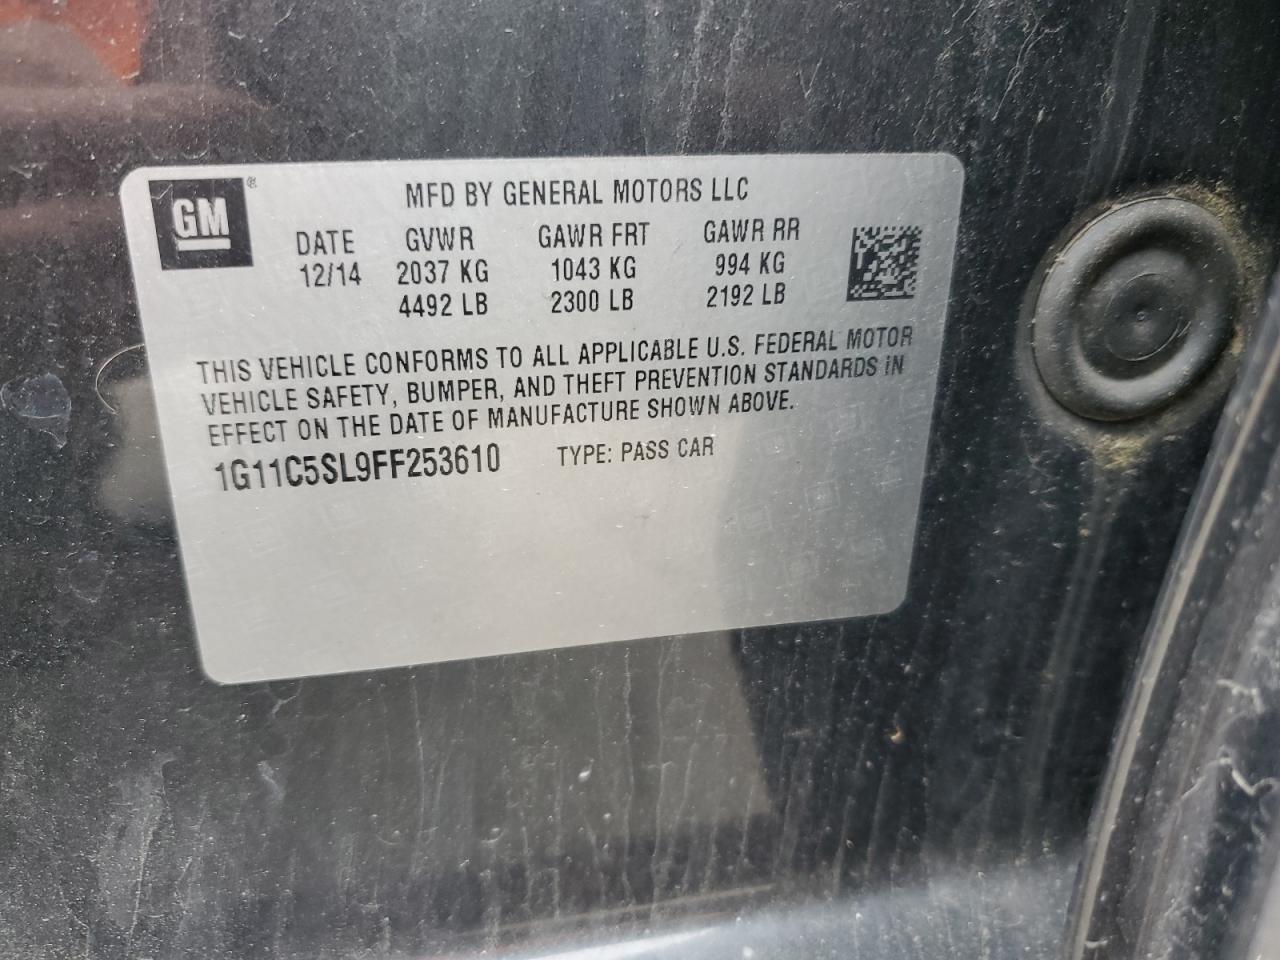 GM ®
MFD BY GENERAL MOTORS LLC
DATE GVWR GAWR FRT GAWR RR
12/14 2037 KG 1043 KG 994 KG
4492 LB 2300 LB 2192 LB
THIS VEHICLE CONFORMS TO ALL APPLICABLE U.S. FEDERAL MOTOR
VEHICLE SAFETY, BUMPER, AND THEFT PREVENTION STANDARDS IN
EFFECT ON THE DATE OF MANUFACTURE SHOWN ABOVE.
1G11C5SL9FF253610 TYPE: PASS CAR